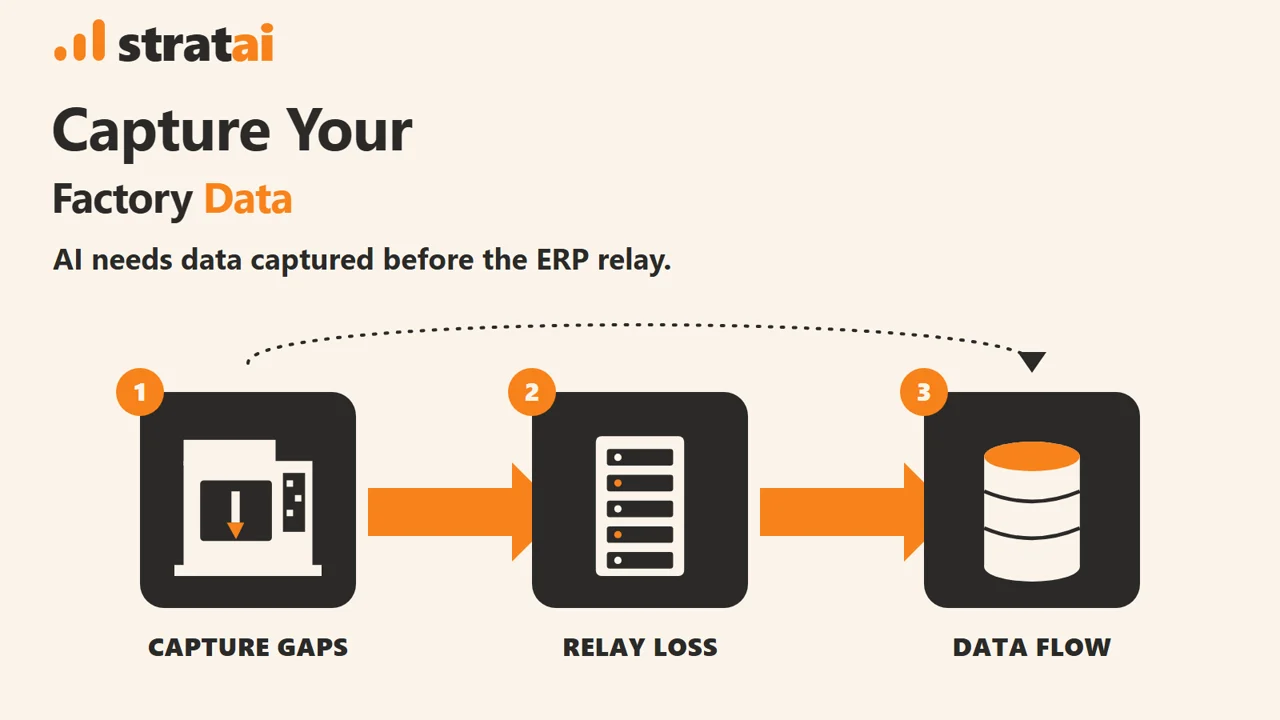 stratai
Capture Your
Factory Data
AI needs data captured before the ERP relay.
1
2
3
CAPTURE GAPS
RELAY LOSS
DATA FLOW